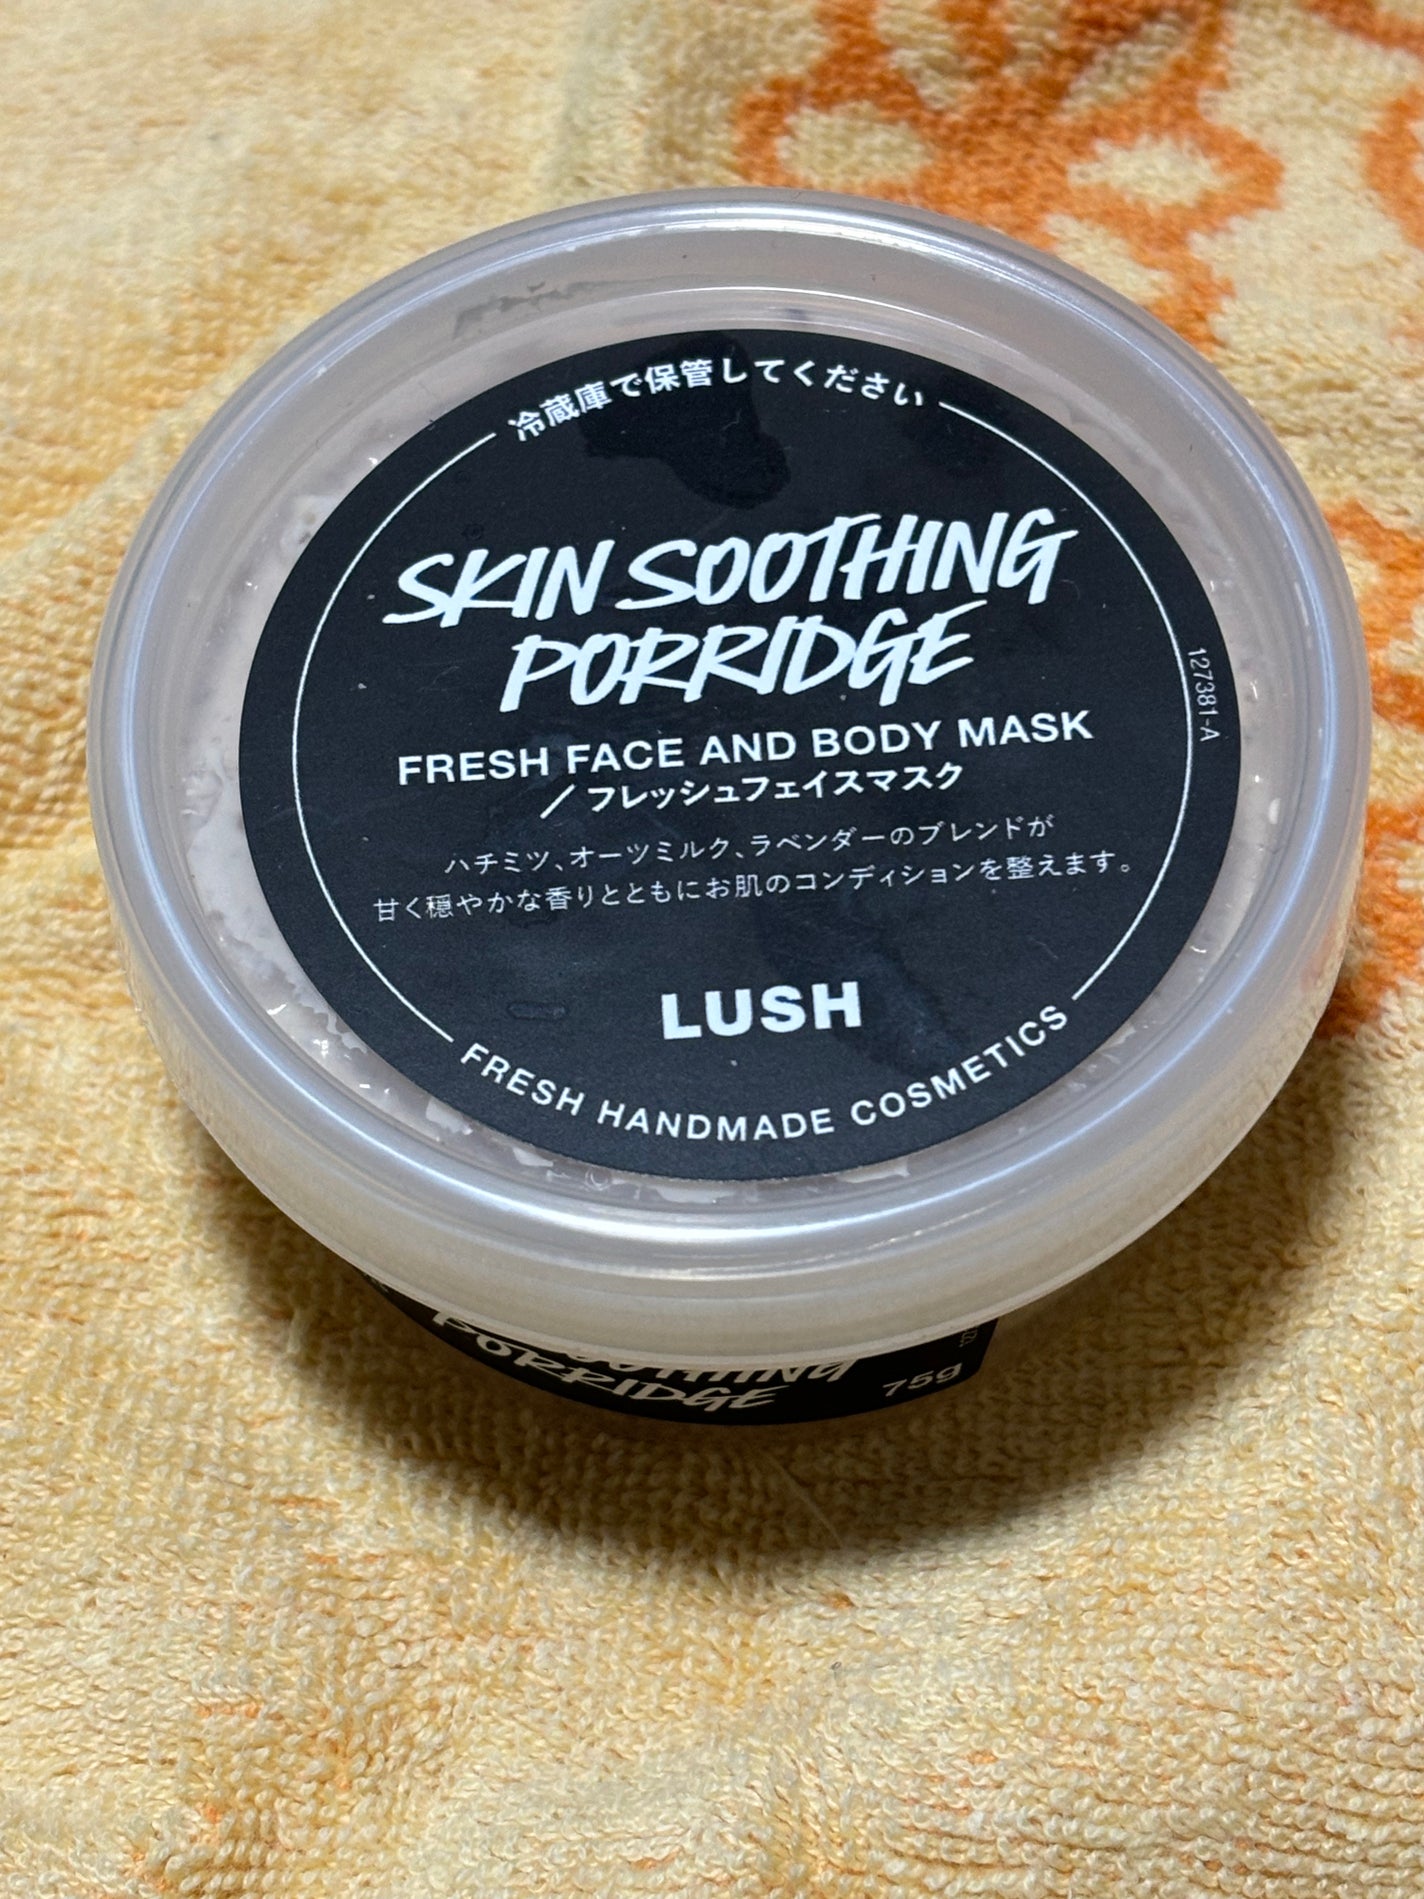 冷蔵庫で保管してください
SKIN SOOTHING
PORRIDGE
FRESH FACE AND BODY MASK
／フレッシュフェイスマスク
ハチミツ、オーツミルク、ラベンダーのブレンドが
甘く穏やかな香りとともにお肌のコンディションを整えます。
127381-A
LUSH
FRESH HANDMADE COSMETICS
SOOTHING
PORRIDGE
75g